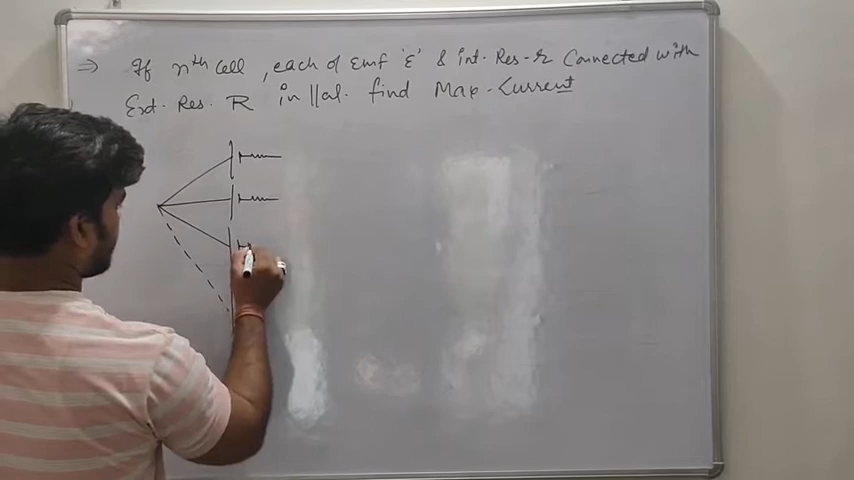 ⇒ If nth cell, each of Emf 'ε' & int. Res-r Connected with
Ext. Res. R in ||al. find Max. Current